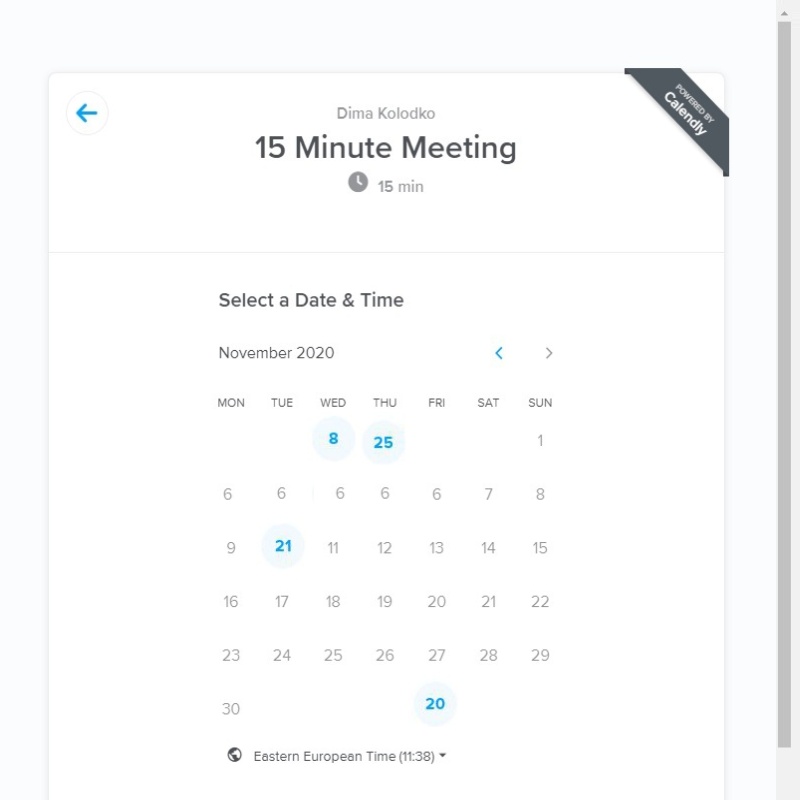 POWERED BY
Calendly
Dima Kolodko
15 Minute Meeting
15 min
Select a Date & Time
November 2020
MON TUE WED THU FRI SAT SUN
8 25 1
6 6 6 6 6 7 8
9 21 11 12 13 14 15
16 17 18 19 20 21 22
23 24 25 26 27 28 29
30 20
Eastern European Time (11:38)